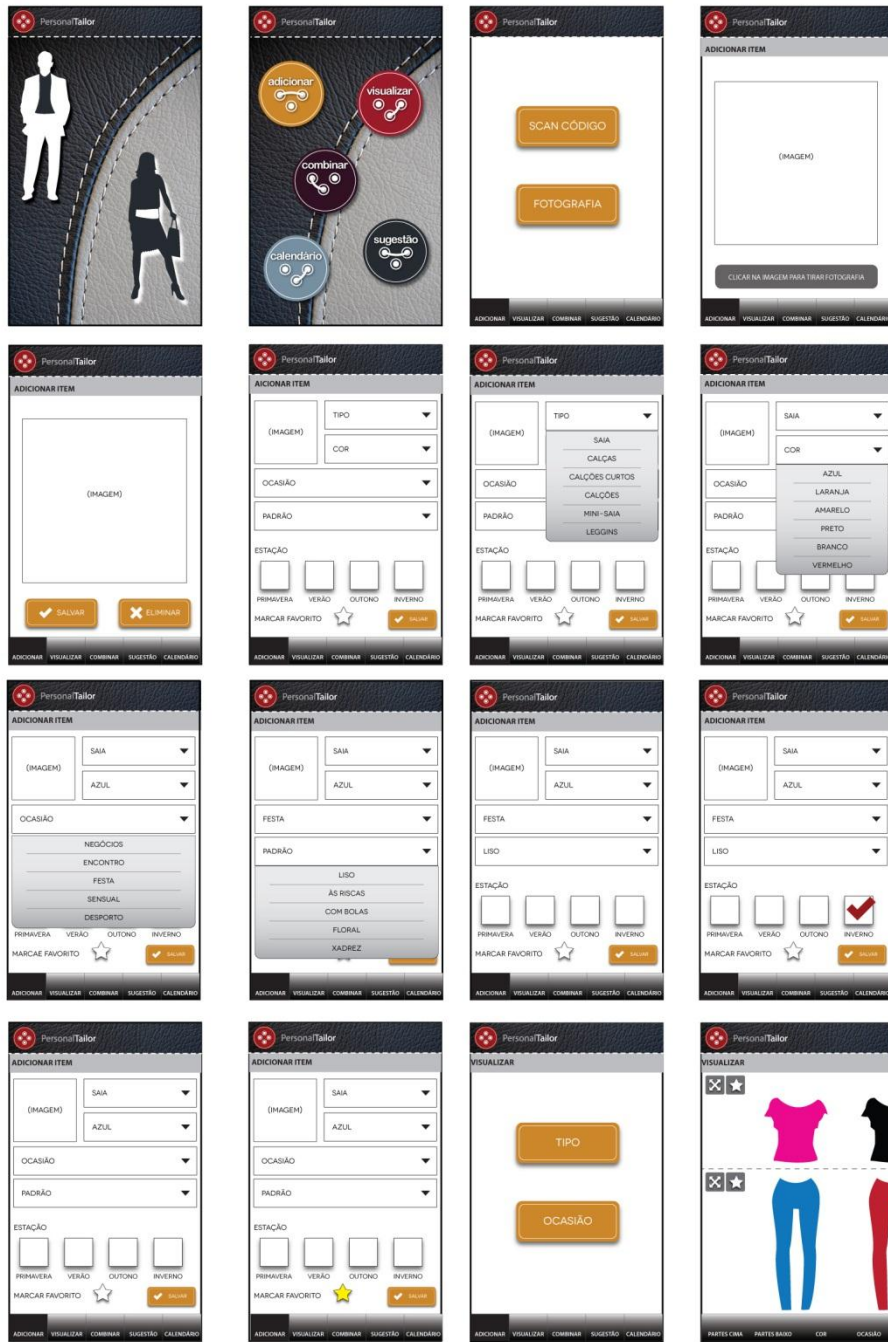 PersonalTailor
PersonalTailor
adicionar
visualizar
combinar
sugestão
calendário
PersonalTailor
SCAN CÓDIGO
FOTOGRAFIA
ADICIONAR VISUALIZAR COMBINAR SUGESTÃO CALENDÁRIO
PersonalTailor
ADICIONAR ITEM
(IMAGEM)
CLICAR NA IMAGEM PARA TIRAR FOTOGRAFIA
ADICIONAR VISUALIZAR COMBINAR SUGESTÃO CALENDÁRIO
PersonalTailor
ADICIONAR ITEM
(IMAGEM)
SALVAR ELIMINAR
ADICIONAR VISUALIZAR COMBINAR SUGESTÃO CALENDÁRIO
PersonalTailor
AICIONAR ITEM
(IMAGEM)
TIPO
COR
OCASIÃO
PADRÃO
ESTAÇÃO
PRIMAVERA VERÃO OUTONO INVERNO
MARCAR FAVORITO SALVAR
ADICIONAR VISUALIZAR COMBINAR SUGESTÃO CALENDÁRIO
PersonalTailor
ADICIONAR ITEM
(IMAGEM)
TIPO
SAIA
CALÇAS
CALÇÕES CURTOS
CALÇÕES
MINI-SAIA
LEGGINS
OCASIÃO
PADRÃO
ESTAÇÃO
PRIMAVERA VERÃO OUTONO INVERNO
MARCAR FAVORITO SALVAR
ADICIONAR VISUALIZAR COMBINAR SUGESTÃO CALENDÁRIO
PersonalTailor
ADICIONAR ITEM
(IMAGEM)
SAIA
COR
AZUL
LARANJA
AMARELO
PRETO
BRANCO
VERMELHO
OCASIÃO
PADRÃO
ESTAÇÃO
PRIMAVERA VERÃO OUTONO INVERNO
MARCAR FAVORITO SALVAR
ADICIONAR VISUALIZAR COMBINAR SUGESTÃO CALENDÁRIO
PersonalTailor
ADICIONAR ITEM
(IMAGEM)
SAIA
AZUL
OCASIÃO
NEGÓCIOS
ENCONTRO
FESTA
SENSUAL
DESPORTO
PRIMAVERA VERÃO OUTONO INVERNO
MARCAE FAVORITO SALVAR
ADICIONAR VISUALIZAR COMBINAR SUGESTÃO CALENDÁRIO
PersonalTailor
ADICIONAR ITEM
(IMAGEM)
SAIA
AZUL
FESTA
PADRÃO
LISO
ÀS RISCAS
COM BOLAS
FLORAL
XADREZ
ADICIONAR VISUALIZAR COMBINAR SUGESTÃO CALENDÁRIO
PersonalTailor
ADICIONAR ITEM
(IMAGEM)
SAIA
AZUL
FESTA
LISO
ESTAÇÃO
PRIMAVERA VERÃO OUTONO INVERNO
MARCAR FAVORITO SALVAR
ADICIONAR VISUALIZAR COMBINAR SUGESTÃO CALENDÁRIO
PersonalTailor
ADICIONAR ITEM
(IMAGEM)
SAIA
AZUL
FESTA
LISO
ESTAÇÃO
PRIMAVERA VERÃO OUTONO INVERNO
MARCAR FAVORITO SALVAR
ADICIONAR VISUALIZAR COMBINAR SUGESTÃO CALENDÁRIO
PersonalTailor
ADICIONAR ITEM
(IMAGEM)
SAIA
AZUL
OCASIÃO
PADRÃO
ESTAÇÃO
PRIMAVERA VERÃO OUTONO INVERNO
MARCAR FAVORITO SALVAR
ADICIONAR VISUALIZAR COMBINAR SUGESTÃO CALENDÁRIO
PersonalTailor
ADICIONAR ITEM
(IMAGEM)
SAIA
AZUL
OCASIÃO
PADRÃO
ESTAÇÃO
PRIMAVERA VERÃO OUTONO INVERNO
MARCAR FAVORITO SALVAR
ADICIONAR VISUALIZAR COMBINAR SUGESTÃO CALENDÁRIO
PersonalTailor
VISUALIZAR
TIPO
OCASIÃO
ADICIONAR VISUALIZAR COMBINAR SUGESTÃO CALENDÁRIO
PersonalTailor
VISUALIZAR
PARTES CIMA PARTES BAIXO COR OCASIÃO